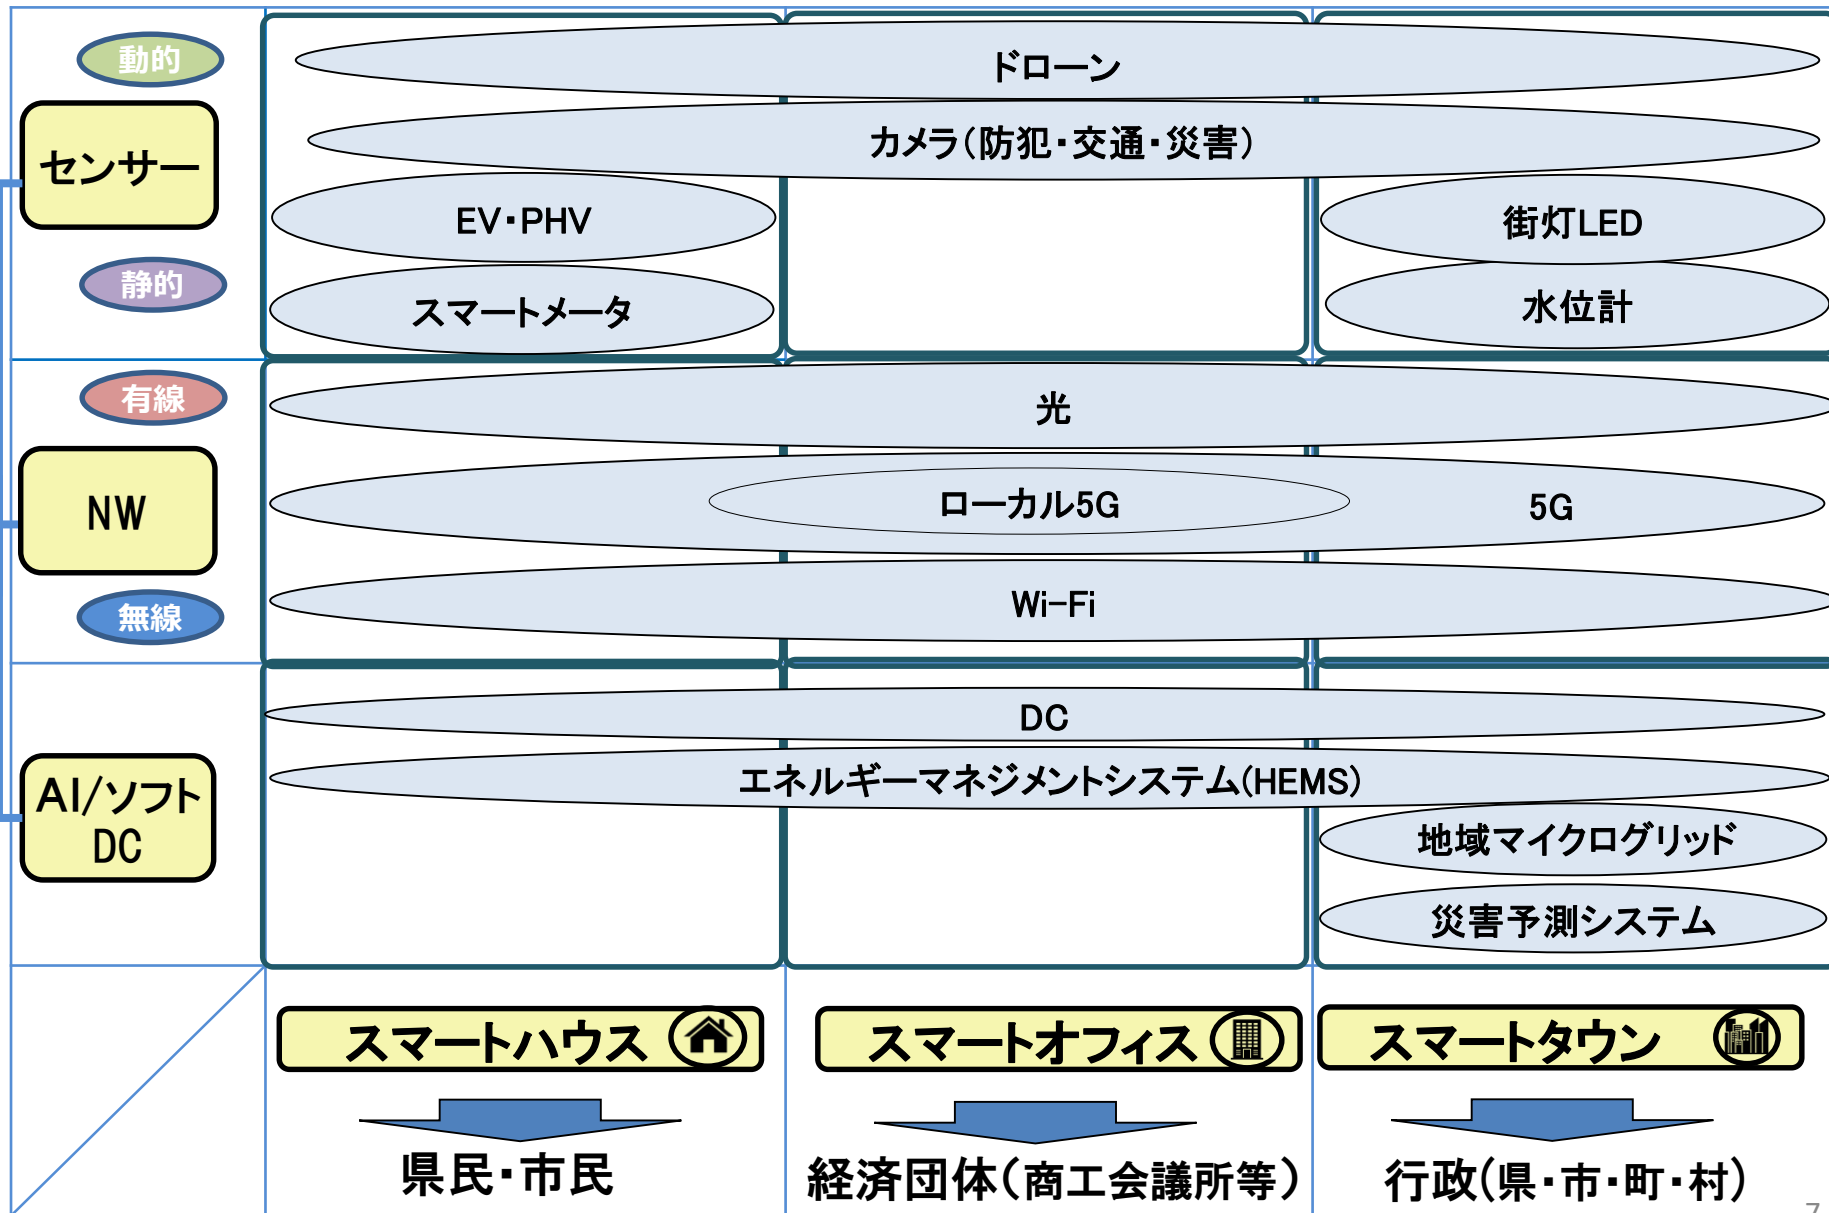 動的
センサー
静的
ドローン
カメラ(防犯・交通・災害)
EV・PHV
街灯LED
スマートメータ
水位計
有線
NW
無線
光
ローカル5G
5G
Wi-Fi
AI/ソフト
DC
DC
エネルギーマネジメントシステム(HEMS)
地域マイクログリッド
災害予測システム
スマートハウス
スマートオフィス
スマートタウン
県民・市民
経済団体(商工会議所等)
行政(県・市・町・村)
7